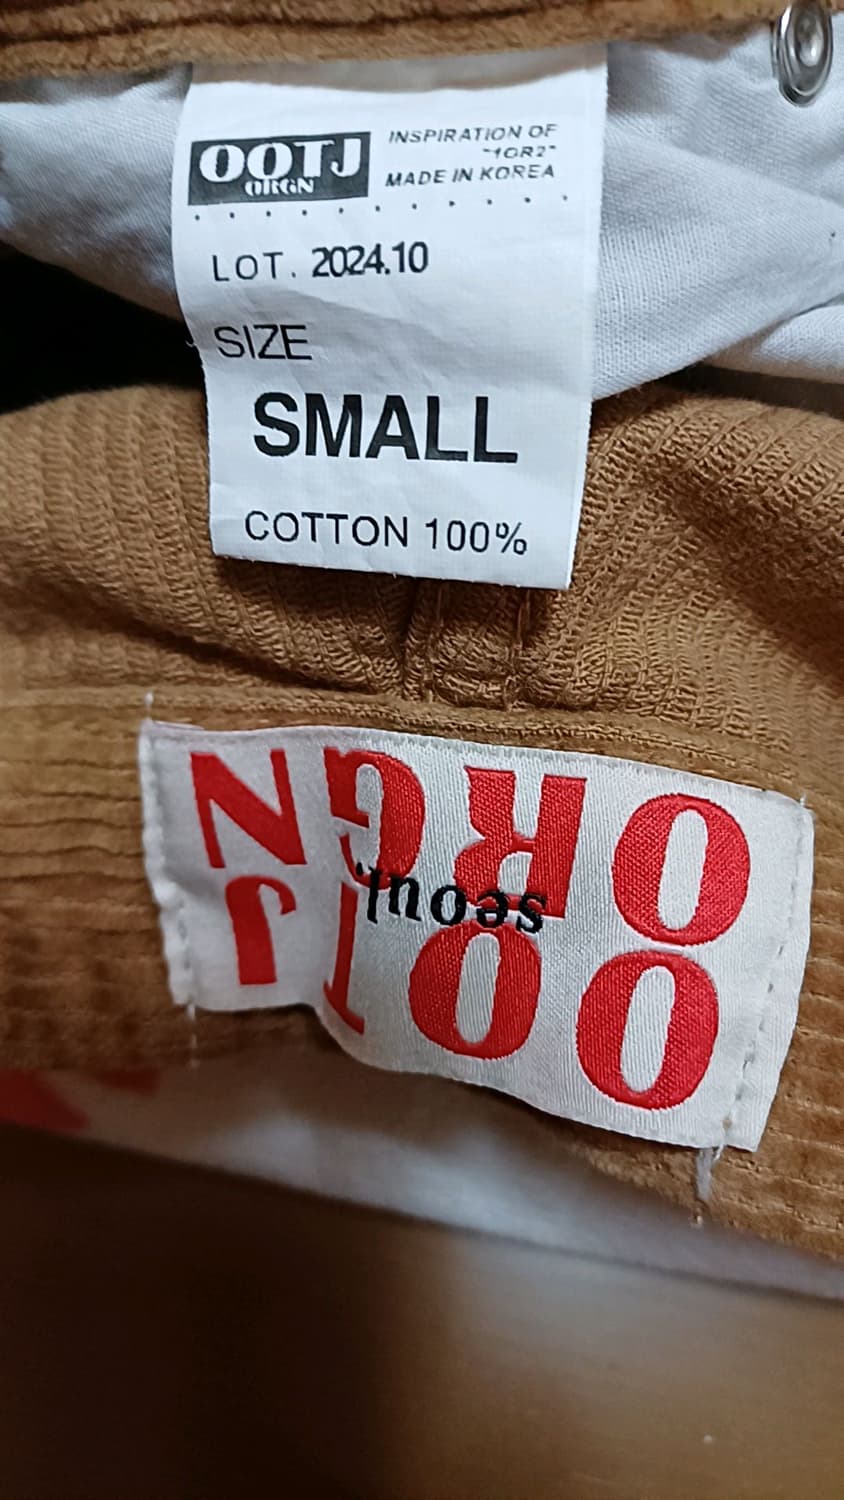 OOTJ
ORGN
INSPIRATION OF
"1OR2"
MADE IN KOREA
LOT. 2024.10
SIZE
SMALL
COTTON 100%
OOTJ
seoul.
ORGN